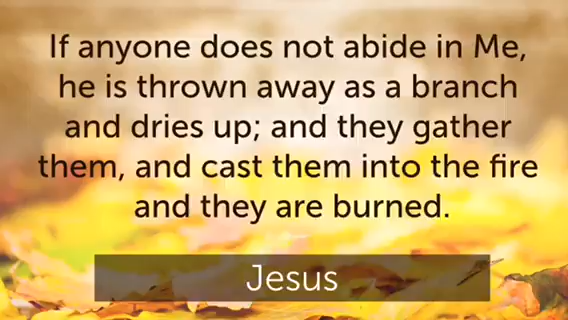 If anyone does not abide in Me,
he is thrown away as a branch
and dries up; and they gather
them, and cast them into the fire
and they are burned.
Jesus